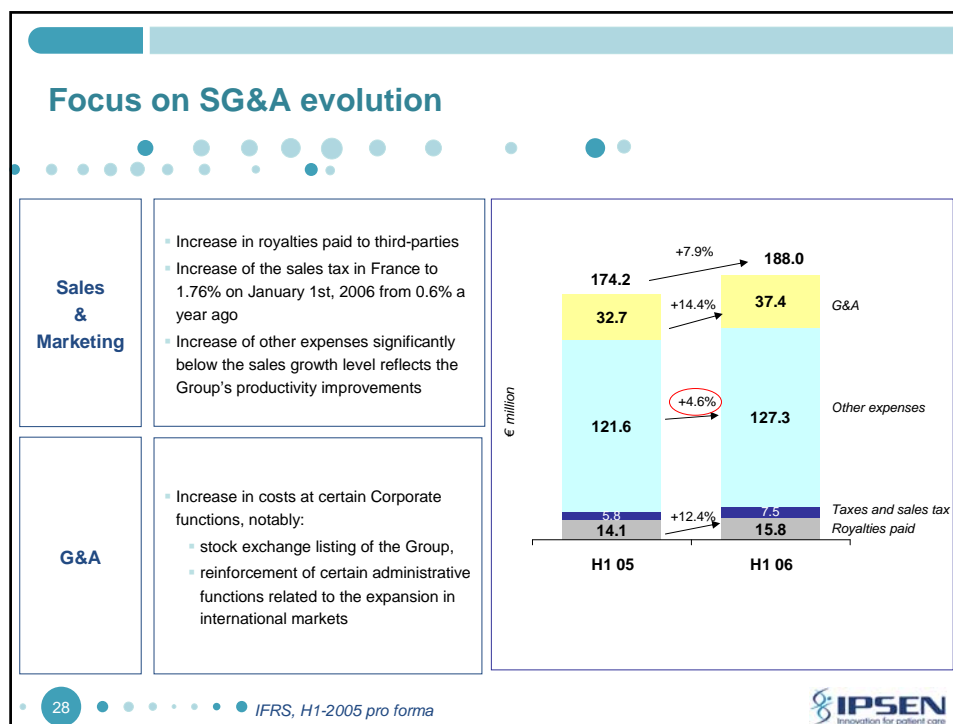 Focus on SG&A evolution
Sales
&
Marketing
▪ Increase in royalties paid to third-parties
▪ Increase of the sales tax in France to
1.76% on January 1st, 2006 from 0.6% a
year ago
▪ Increase of other expenses significantly
below the sales growth level reflects the
Group's productivity improvements
G&A
▪ Increase in costs at certain Corporate
functions, notably:
▪ stock exchange listing of the Group,
▪ reinforcement of certain administrative
functions related to the expansion in
international markets
€ million
+7.9%
174.2
188.0
32.7
+14.4%
37.4
G&A
121.6
+4.6%
127.3
Other expenses
5.8
7.5
Taxes and sales tax
14.1
+12.4%
15.8
Royalties paid
H1 05
H1 06
28
IFRS, H1-2005 pro forma
IPSEN
Innovation for patient care